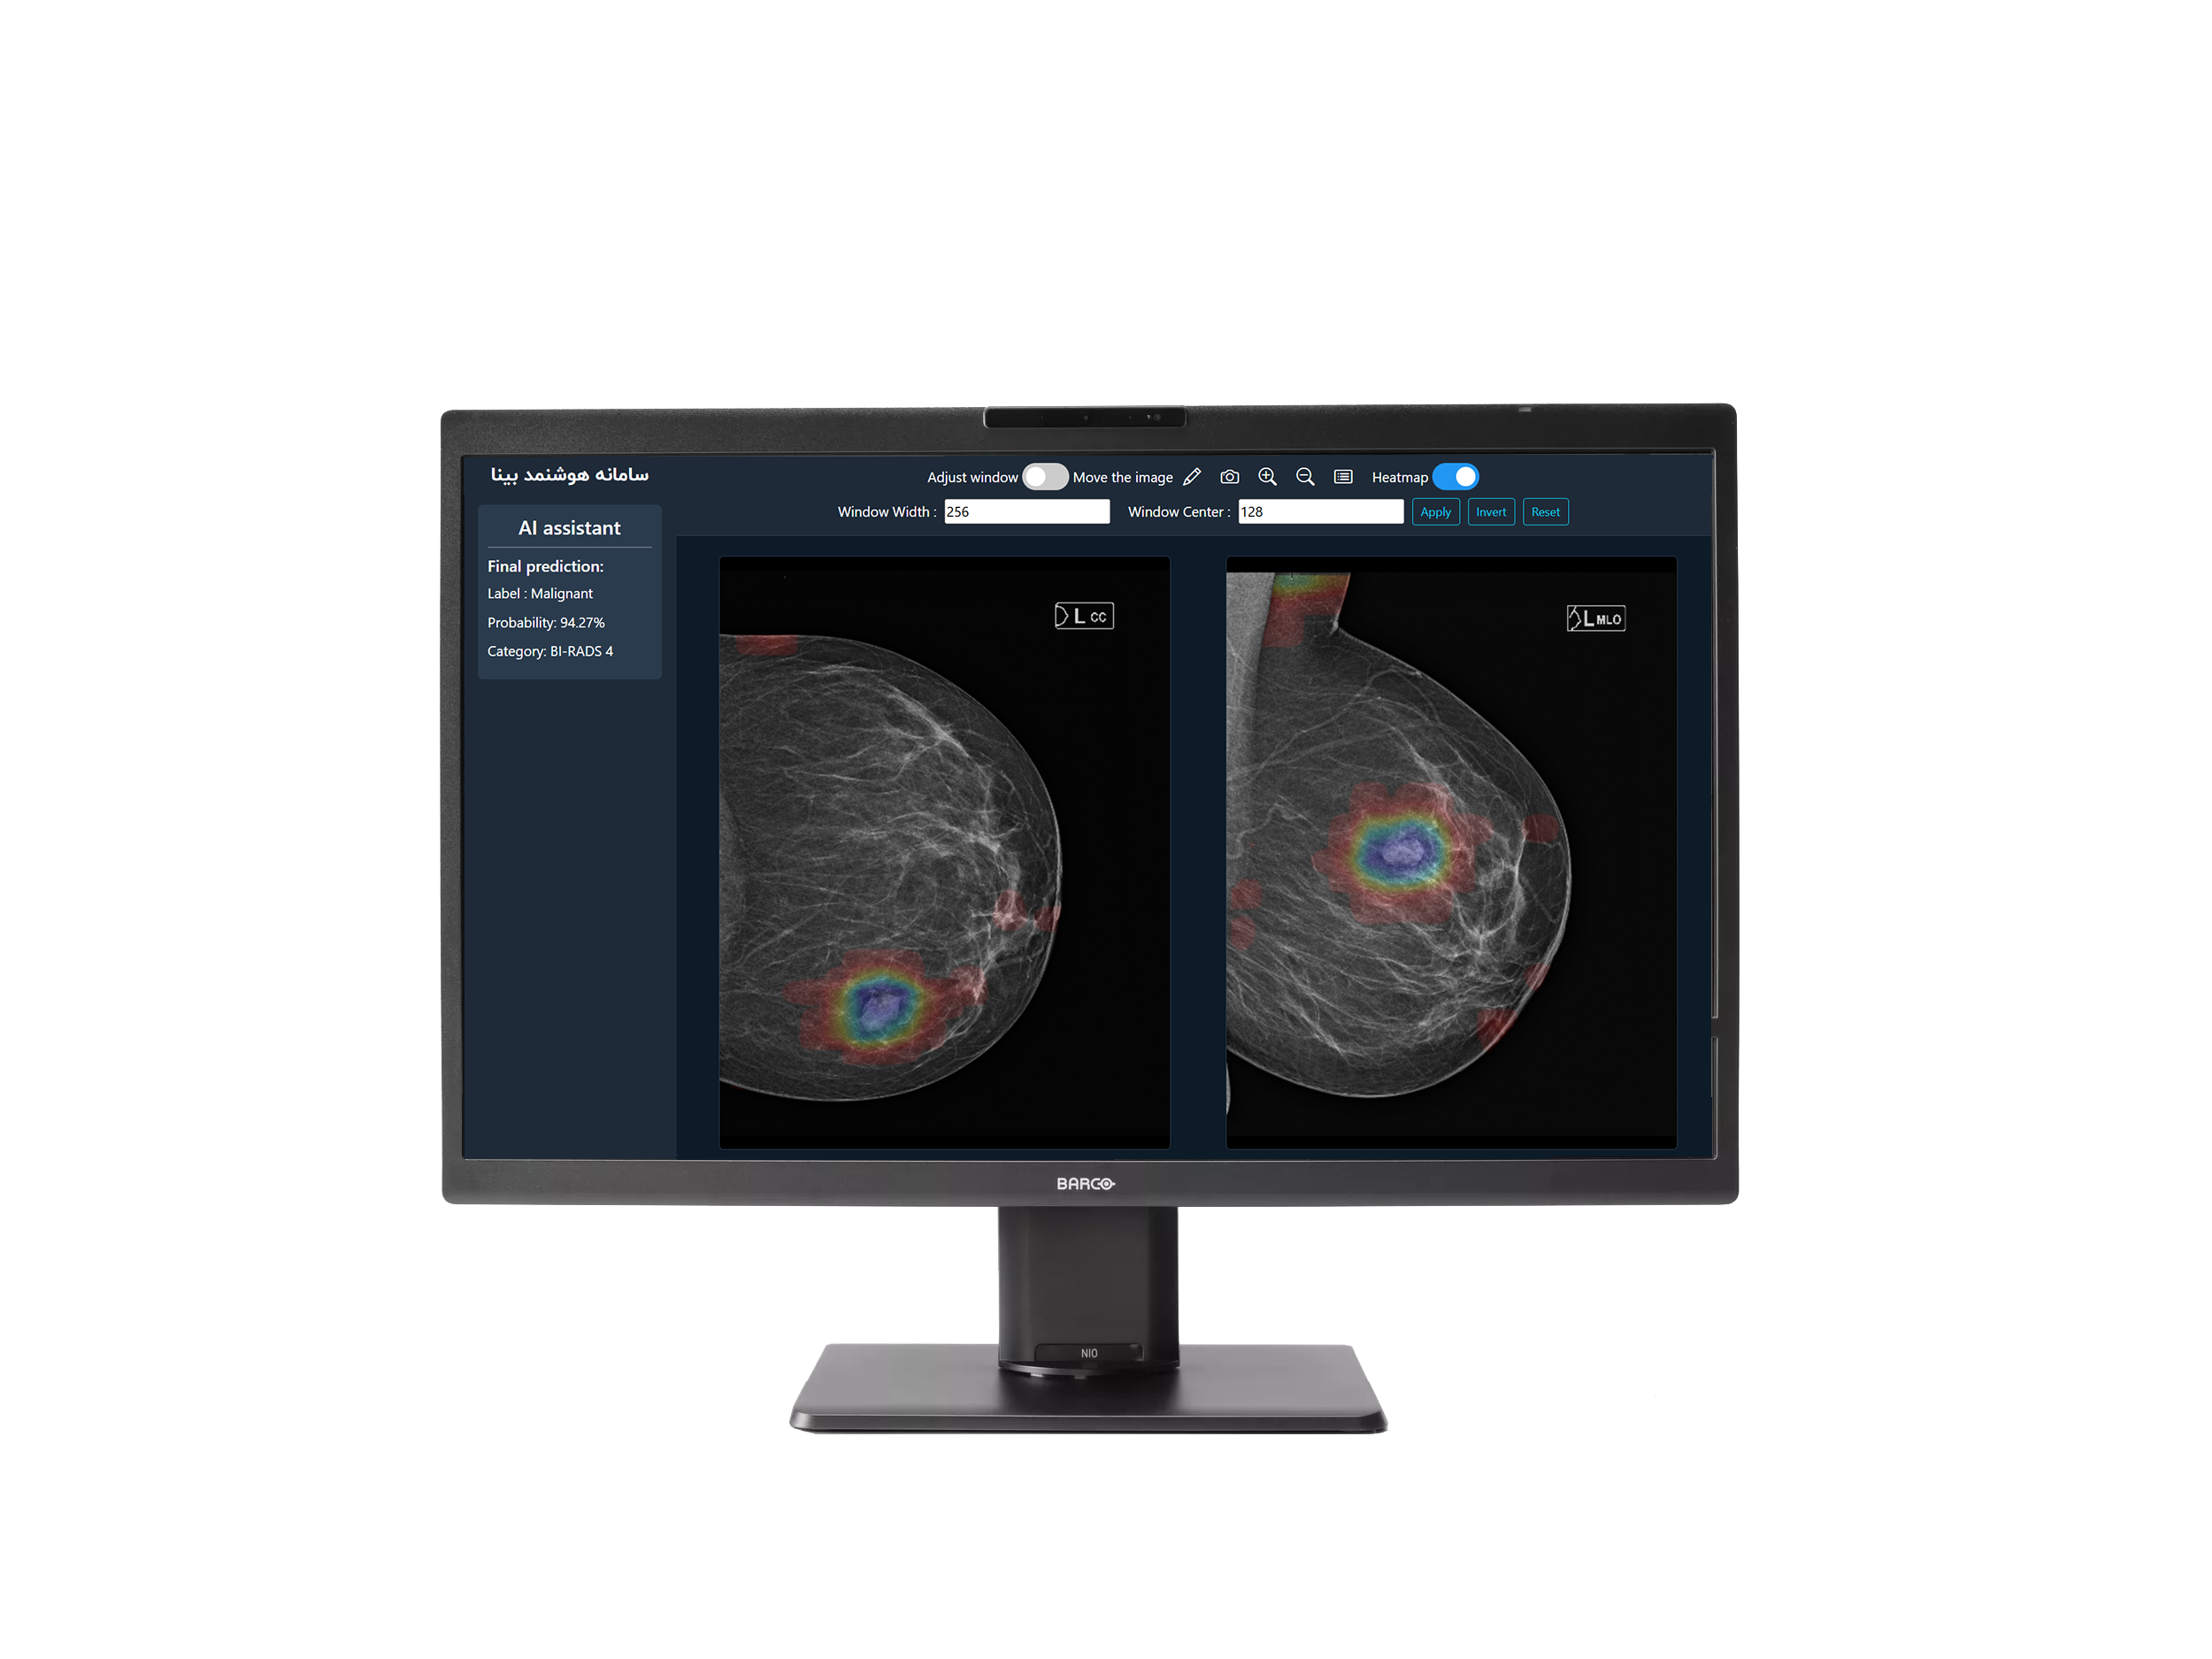 سامانه هوشنمد بینا
Adjust window Move the image Heatmap
Window Width : 256 Window Center : 128 Apply Invert Reset
AI assistant
Final prediction:
Label : Malignant
Probability: 94.27%
Category: BI-RADS 4
L CC
L MLO
BARCO
NIO